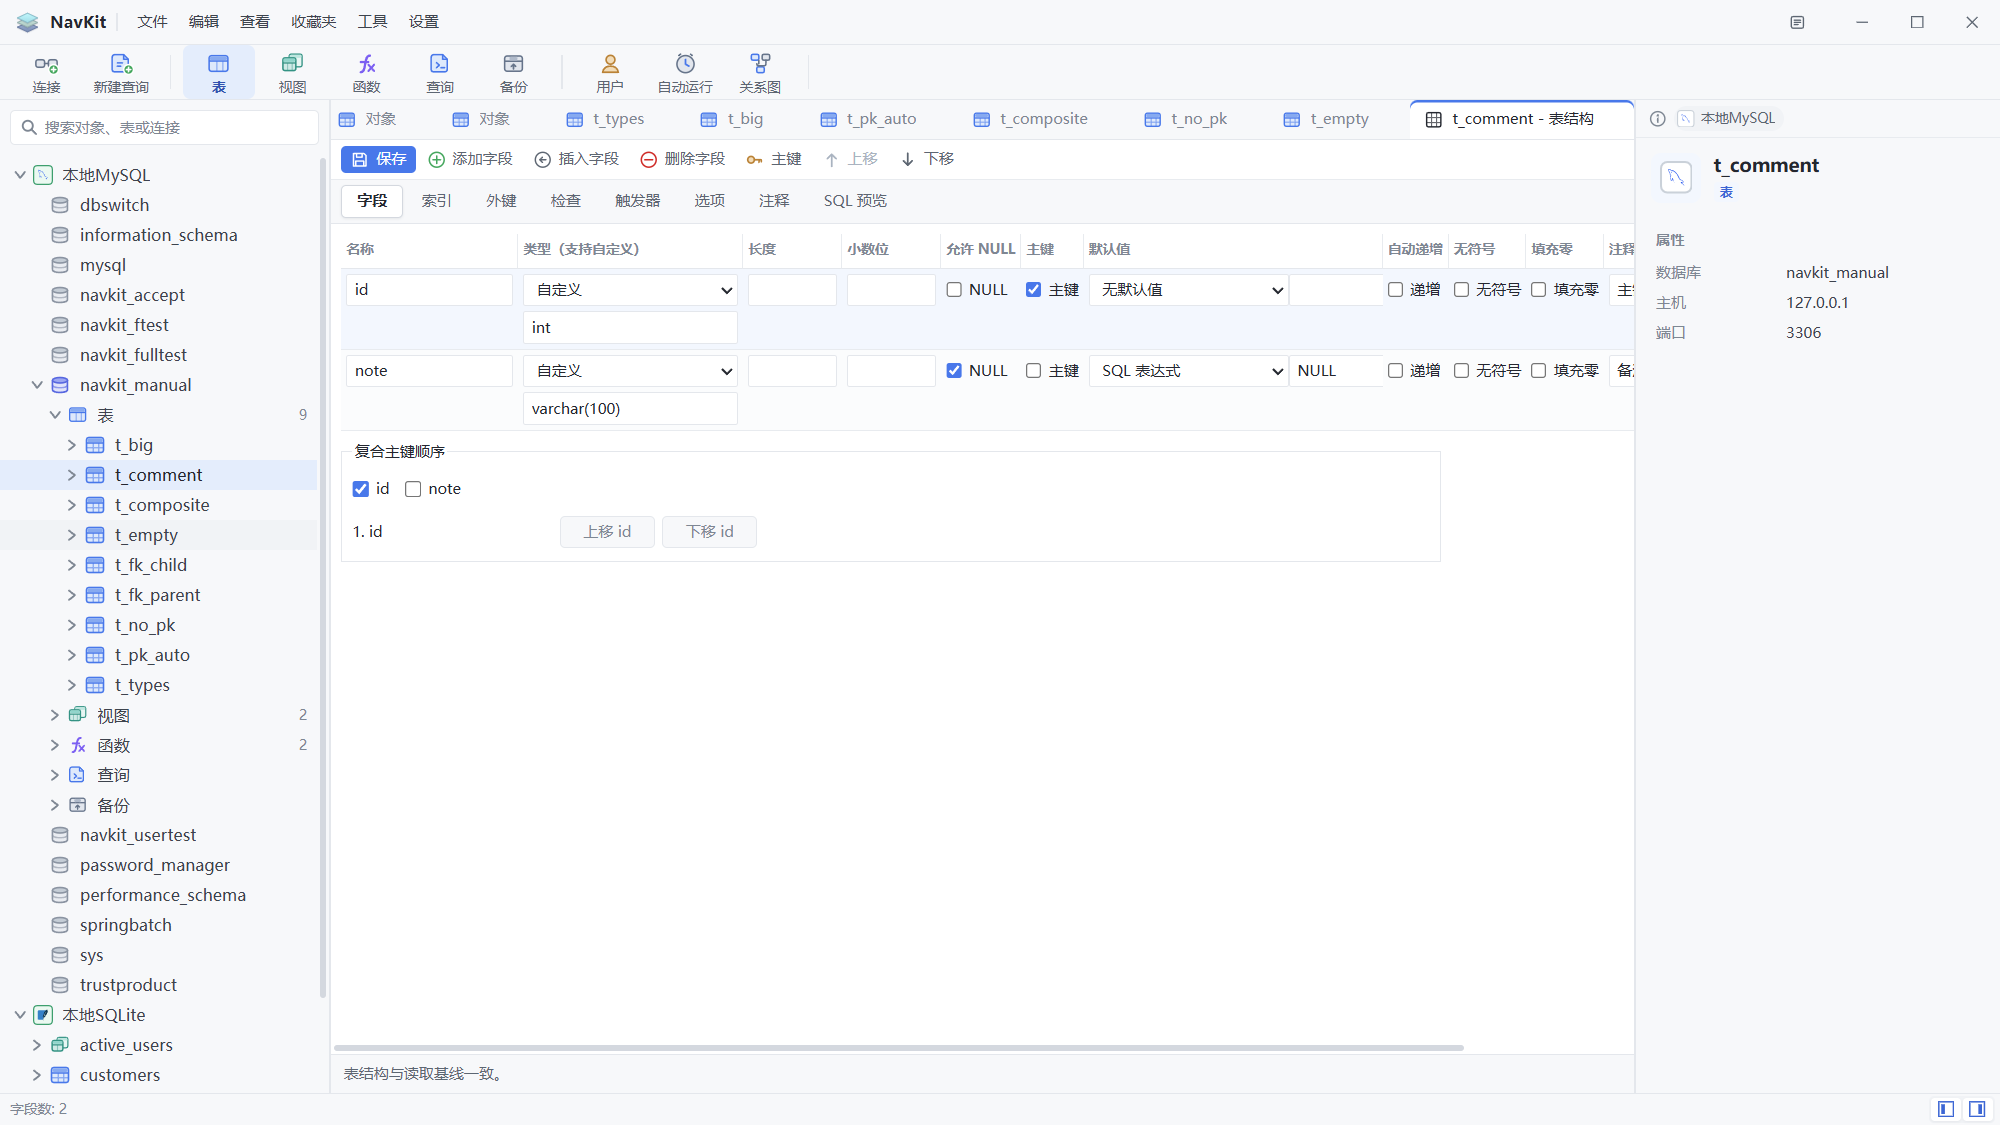 NavKit 文件 编辑 查看 收藏夹 工具 设置
连接 新建查询 表 视图 函数 查询 备份 用户 自动运行 关系图
搜索对象、表或连接
本地MySQL
dbswitch
information_schema
mysql
navkit_accept
navkit_ftest
navkit_fulltest
navkit_manual
表 9
t_big
t_comment
t_composite
t_empty
t_fk_child
t_fk_parent
t_no_pk
t_pk_auto
t_types
视图 2
函数 2
查询
备份
navkit_usertest
password_manager
performance_schema
springbatch
sys
trustproduct
本地SQLite
active_users
customers
对象 对象 t_types t_big t_pk_auto t_composite t_no_pk t_empty t_comment - 表结构
保存 添加字段 插入字段 删除字段 主键 上移 下移
字段 索引 外键 检查 触发器 选项 注释 SQL 预览
名称 类型（支持自定义） 长度 小数位 允许 NULL 主键 默认值 自动递增 无符号 填充零 注释
id 自定义 NULL 主键 无默认值 递增 无符号 填充零 主
int
note 自定义 NULL 主键 SQL 表达式 NULL 递增 无符号 填充零 备
varchar(100)
复合主键顺序
id note
1. id 上移 id 下移 id
表结构与读取基线一致。
本地MySQL
t_comment
表
属性
数据库 navkit_manual
主机 127.0.0.1
端口 3306
字段数: 2